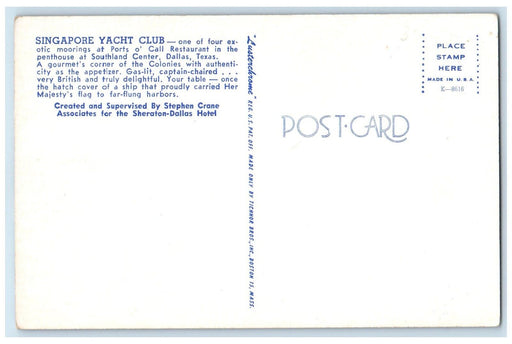 SINGAPORE YACHT CLUB — one of four ex-
otic moorings at Ports o' Call Restaurant in the
penthouse at Southland Center, Dallas, Texas.
A gourmet's corner of the Colonies with authenti-
city as the appetizer. Gas-lit, captain-chaired . . .
very British and truly delightful. Your table — once
the hatch cover of a ship that proudly carried Her
Majesty's flag to far-flung harbors.
Created and Supervised By Stephen Crane
Associates for the Sheraton-Dallas Hotel
"Lusterchrome" REG. U. S. PAT. OFF. MADE ONLY BY TICHNOR BROS., INC., BOSTON 15, MASS.
POST-CARD
PLACE
STAMP
HERE
MADE IN U.S.A.
K-8616